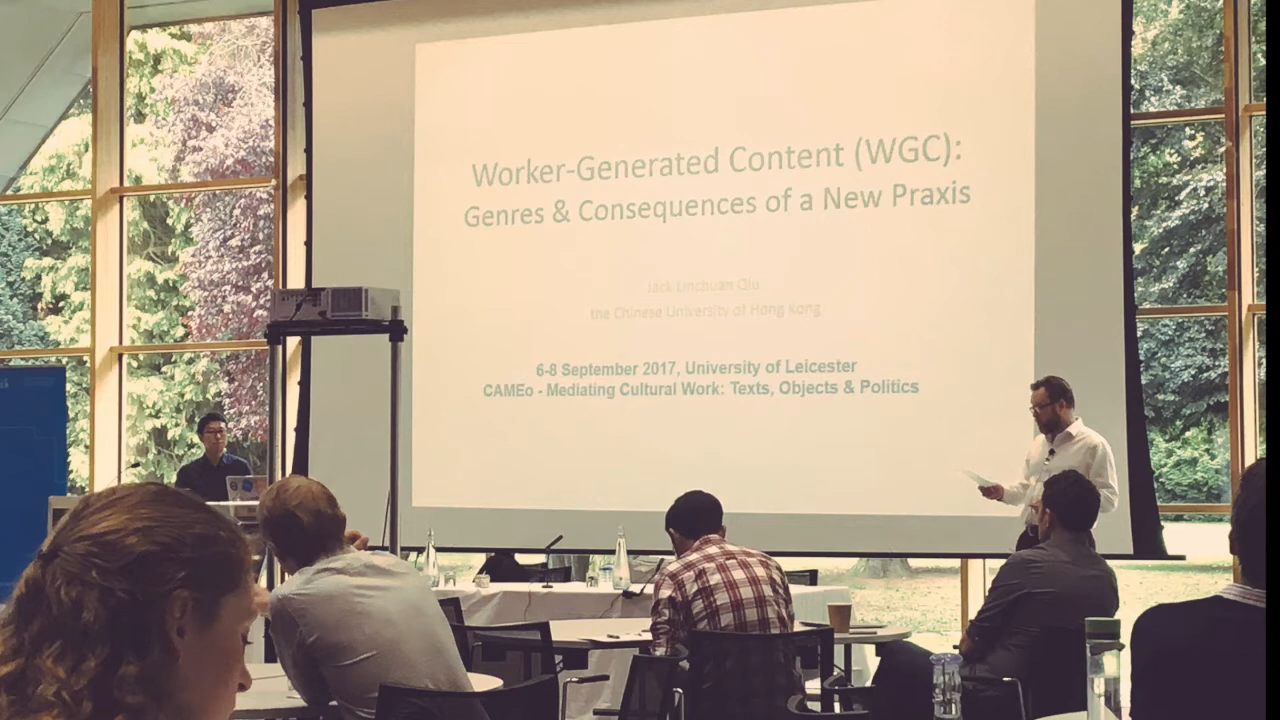 Worker-Generated Content (WGC):
Genres & Consequences of a New Praxis
Jack Linchuan Qiu
the Chinese University of Hong Kong
6-8 September 2017, University of Leicester
CAMEo - Mediating Cultural Work: Texts, Objects & Politics